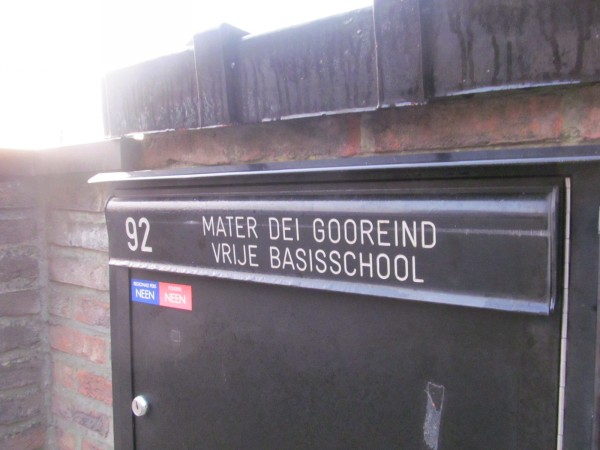 92
MATER DEI GOOREIND
VRIJE BASISSCHOOL
NEEN
NEEN